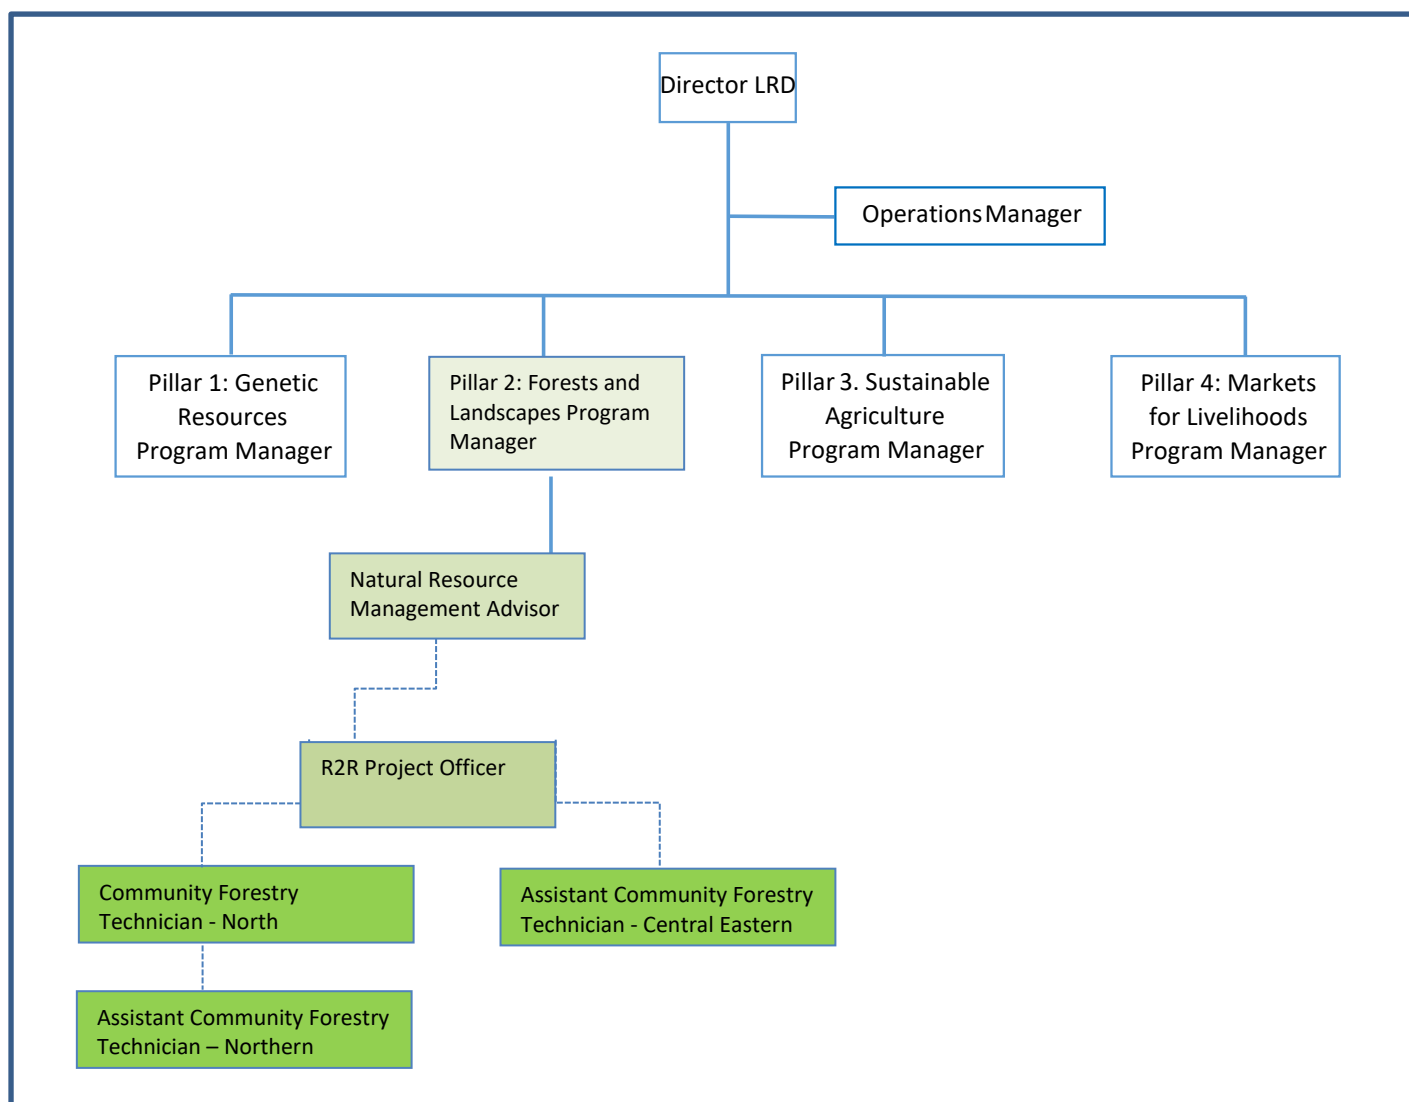 Director LRD
Operations Manager
Pillar 1: Genetic
Resources
Program Manager
Pillar 2: Forests and
Landscapes Program
Manager
Pillar 3. Sustainable
Agriculture
Program Manager
Pillar 4: Markets
for Livelihoods
Program Manager
Natural Resource
Management Advisor
R2R Project Officer
Community Forestry
Technician - North
Assistant Community Forestry
Technician - Central Eastern
Assistant Community Forestry
Technician – Northern